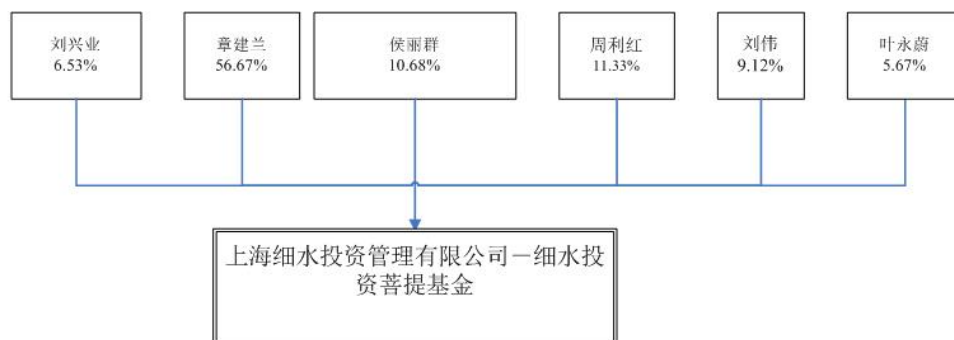 刘兴业
6.53%
章建兰
56.67%
侯丽群
10.68%
周利红
11.33%
刘伟
9.12%
叶永蔚
5.67%
上海细水投资管理有限公司－细水投
资菩提基金